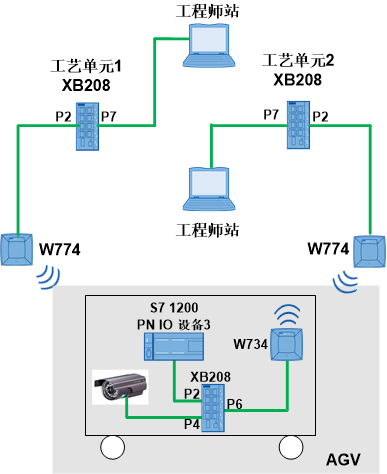 工程师站
工艺单元1
XB208
工艺单元2
XB208
P2
P7
P7
P2
工程师站
W774
W774
S7 1200
PN IO 设备3
W734
XB208
P2
P6
P4
AGV